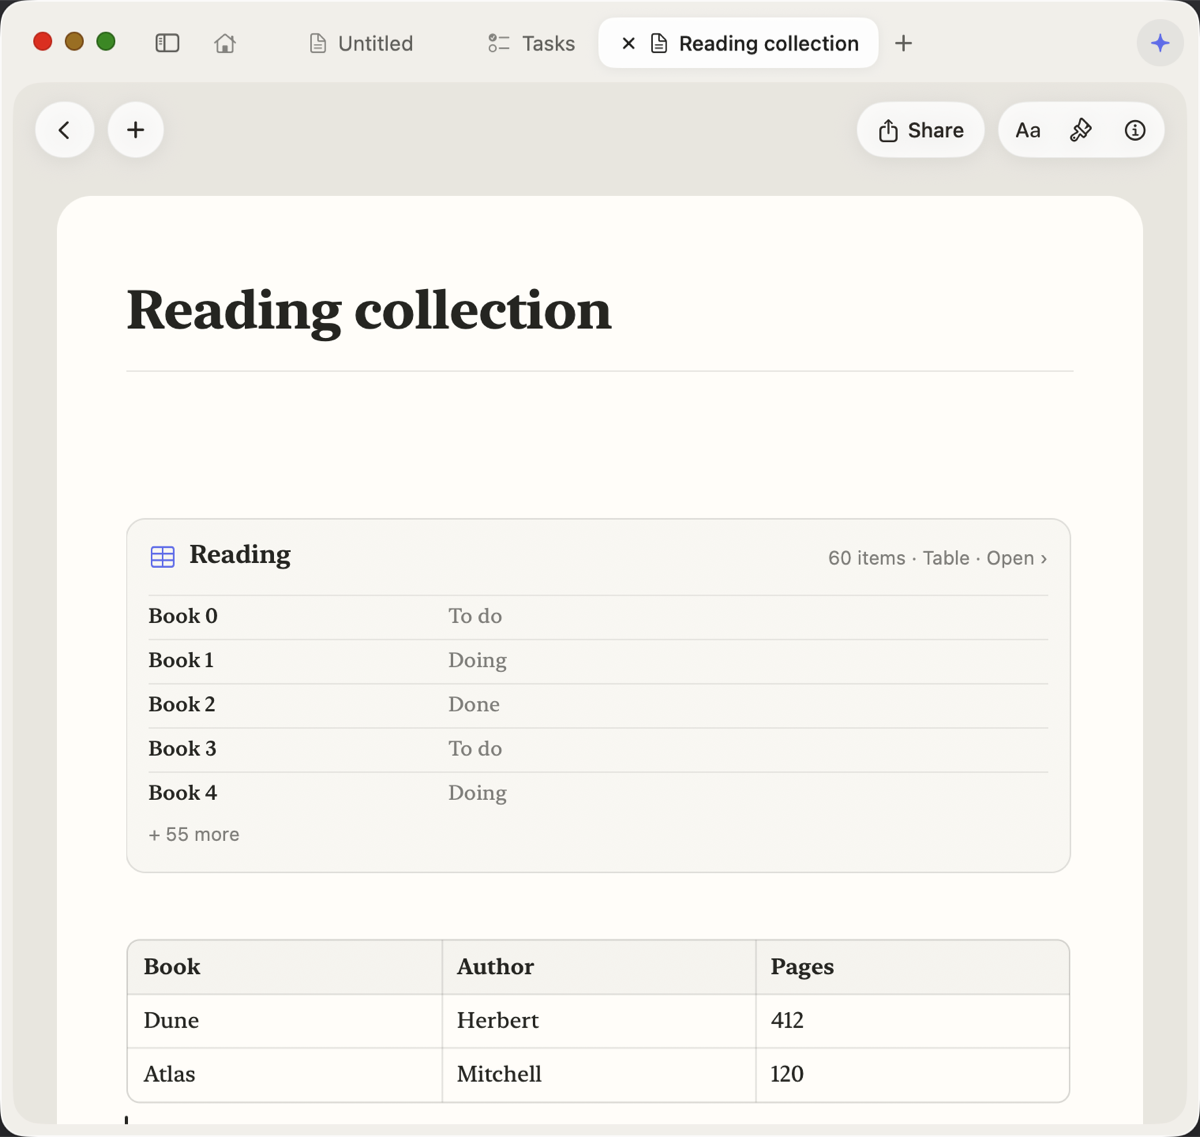 Untitled
Tasks
Reading collection
Share
Aa
Reading collection
Reading
60 items · Table · Open ›
Book 0 To do
Book 1 Doing
Book 2 Done
Book 3 To do
Book 4 Doing
+ 55 more
Book Author Pages
Dune Herbert 412
Atlas Mitchell 120